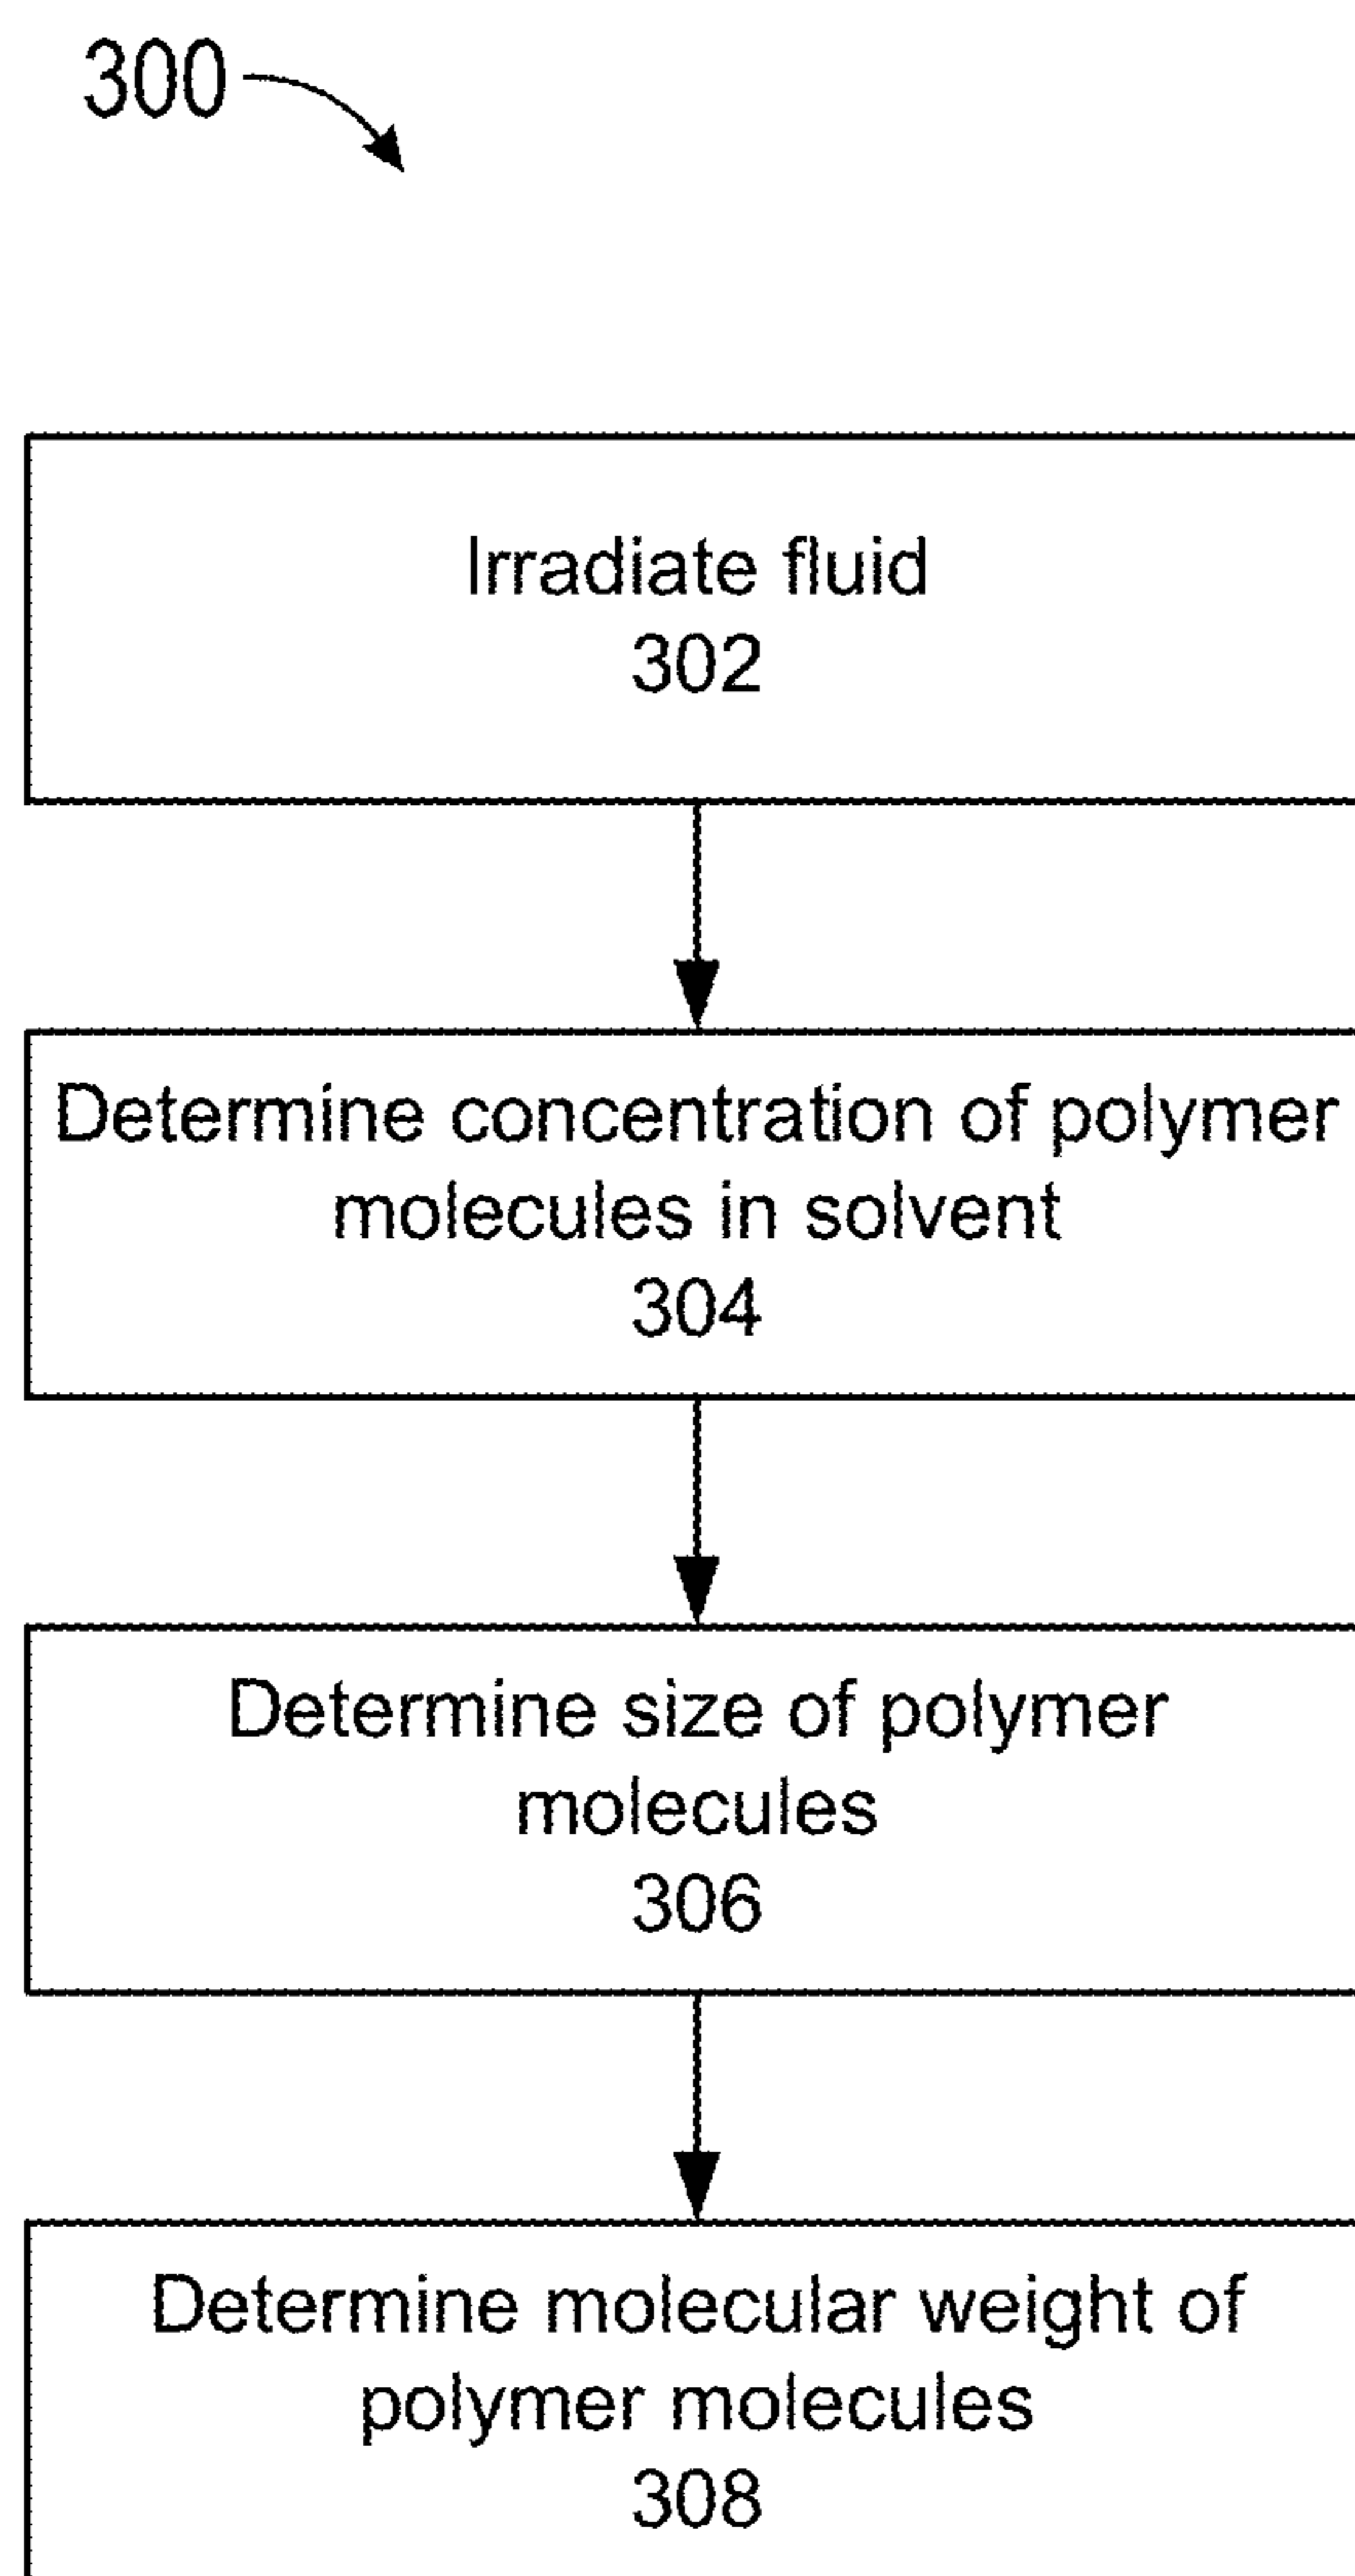 300
Irradiate fluid
302
Determine concentration of polymer
molecules in solvent
304
Determine size of polymer
molecules
306
Determine molecular weight of
polymer molecules
308